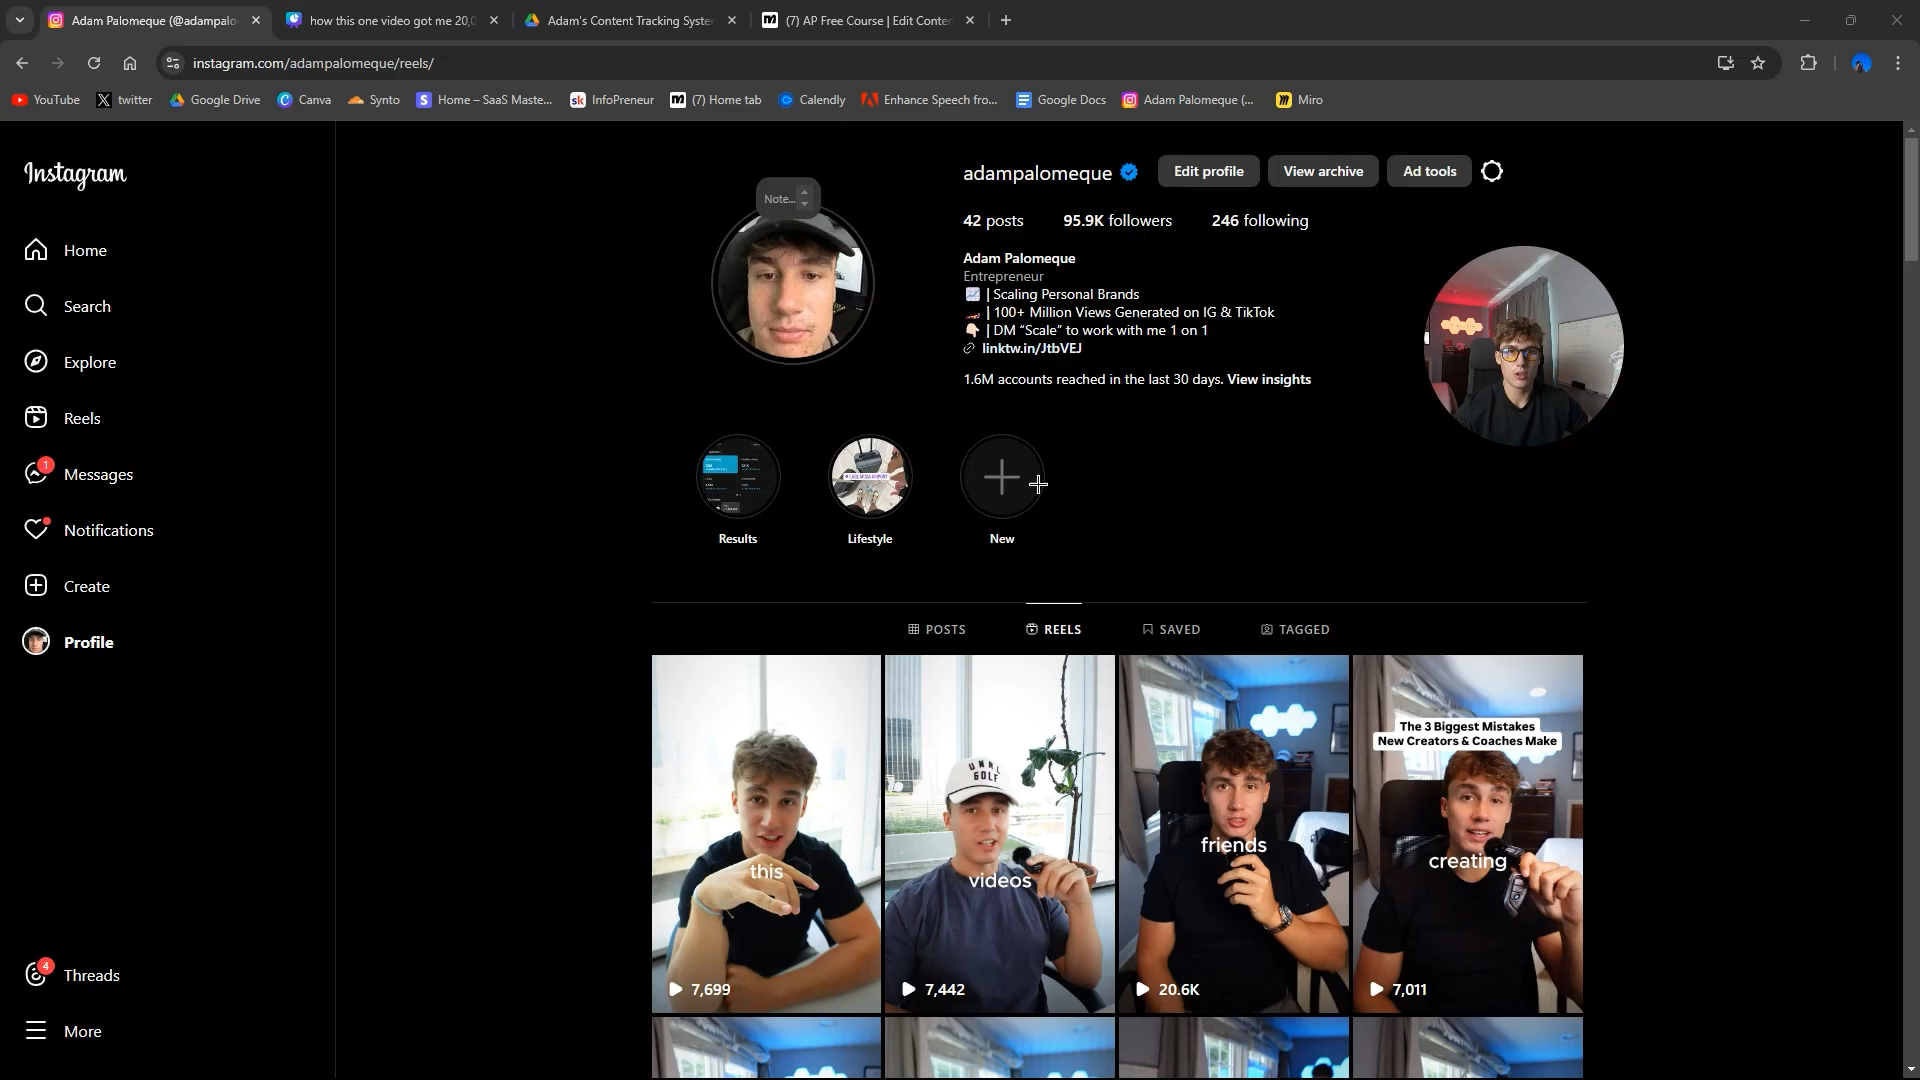 Adam Palomeque (@adampalo
how this one video got me 20,0
Adam's Content Tracking Syste
(7) AP Free Course | Edit Conten
instagram.com/adampalomeque/reels/
YouTube
twitter
Google Drive
Canva
Synto
Home – SaaS Maste...
InfoPreneur
(7) Home tab
Calendly
Enhance Speech fro...
Google Docs
Adam Palomeque (...
Miro
Instagram
Home
Search
Explore
Reels
1
Messages
Notifications
Create
Profile
4
Threads
More
Note...
adampalomeque
Edit profile
View archive
Ad tools
42 posts
95.9K followers
246 following
Adam Palomeque
Entrepreneur
| Scaling Personal Brands
| 100+ Million Views Generated on IG & TikTok
| DM “Scale” to work with me 1 on 1
linktw.in/JtbVEJ
1.6M accounts reached in the last 30 days. View insights
Results
Lifestyle
New
POSTS
REELS
SAVED
TAGGED
this
7,699
UNRL
GOLF
videos
7,442
friends
20.6K
The 3 Biggest Mistakes
New Creators & Coaches Make
creating
7,011